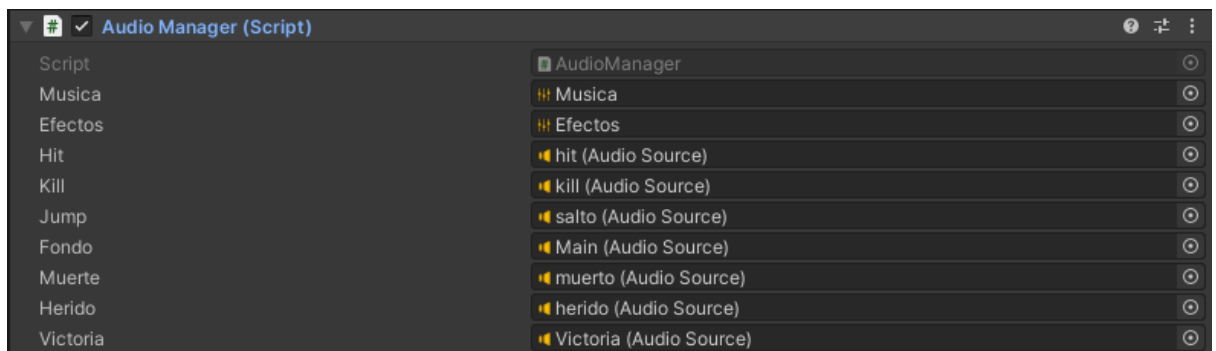 Audio Manager (Script)
Script AudioManager
Musica Musica
Efectos Efectos
Hit hit (Audio Source)
Kill kill (Audio Source)
Jump salto (Audio Source)
Fondo Main (Audio Source)
Muerte muerto (Audio Source)
Herido herido (Audio Source)
Victoria Victoria (Audio Source)